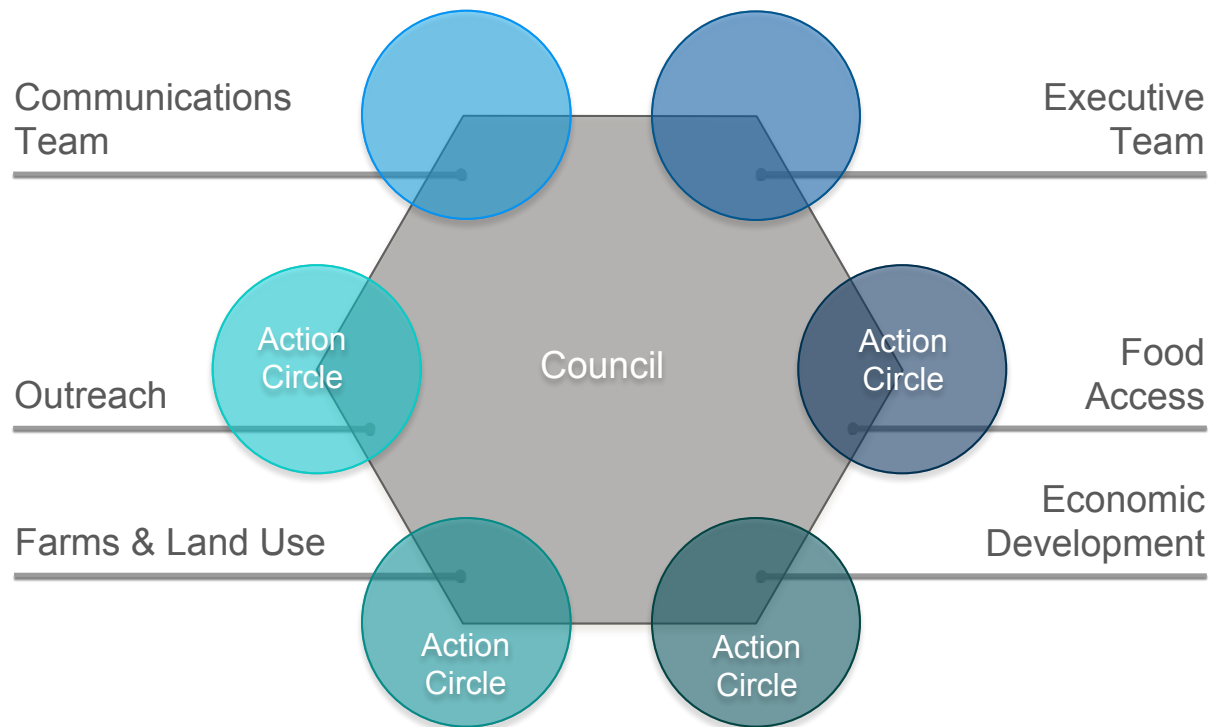 Communications
Team
Executive
Team
Action
Circle
Council
Action
Circle
Outreach
Food
Access
Farms & Land Use
Economic
Development
Action
Circle
Action
Circle